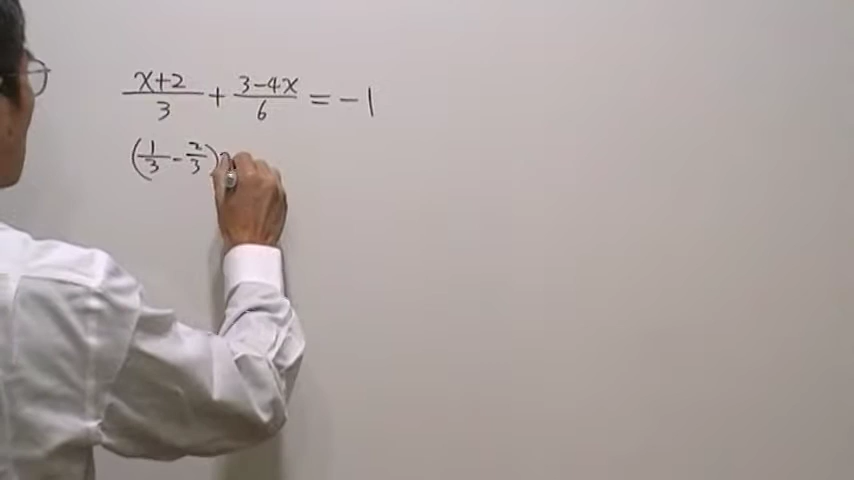 x+2/3 + 3-4x/6 = -1
(1/3 - 2/3)x